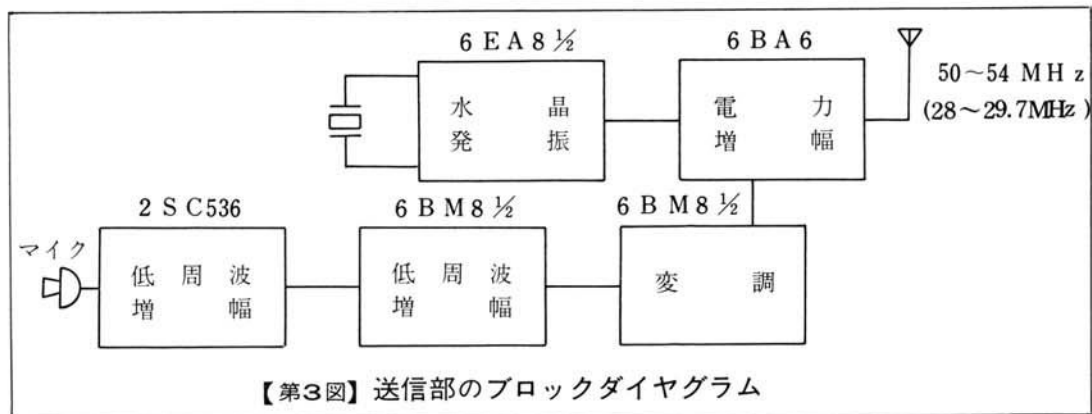 6EA8½
6BA6
50～54 MHz
(28～29.7MHz)
水晶
発振
電力
増幅
2SC536
6BM8½
6BM8½
マイク
低周波
増幅
低周波
増幅
変調
【第3図】送信部のブロックダイヤグラム